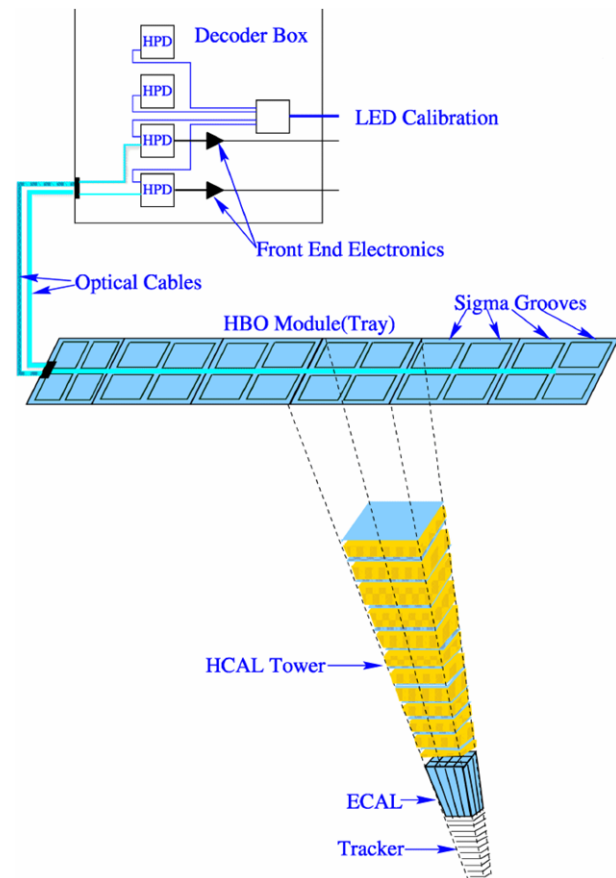 Decoder Box
HPD
HPD
LED Calibration
HPD
HPD
Front End Electronics
Optical Cables
Sigma Grooves
HBO Module(Tray)
HCAL Tower
ECAL
Tracker